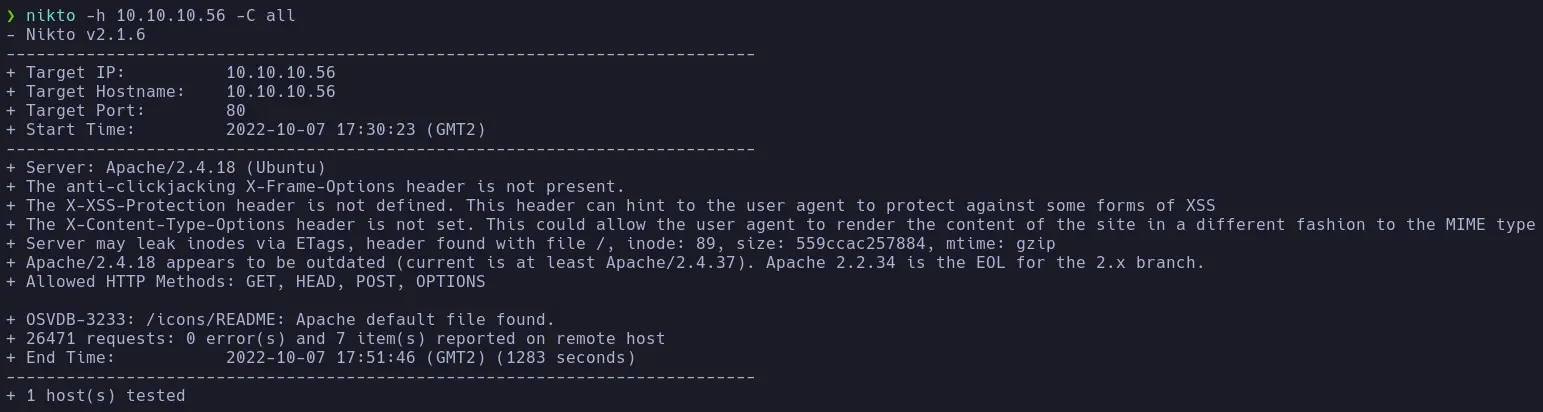 ❯ nikto -h 10.10.10.56 -C all
- Nikto v2.1.6
---------------------------------------------------------------------------
+ Target IP:          10.10.10.56
+ Target Hostname:    10.10.10.56
+ Target Port:        80
+ Start Time:         2022-10-07 17:30:23 (GMT2)
---------------------------------------------------------------------------
+ Server: Apache/2.4.18 (Ubuntu)
+ The anti-clickjacking X-Frame-Options header is not present.
+ The X-XSS-Protection header is not defined. This header can hint to the user agent to protect against some forms of XSS
+ The X-Content-Type-Options header is not set. This could allow the user agent to render the content of the site in a different fashion to the MIME type
+ Server may leak inodes via ETags, header found with file /, inode: 89, size: 559ccac257884, mtime: gzip
+ Apache/2.4.18 appears to be outdated (current is at least Apache/2.4.37). Apache 2.2.34 is the EOL for the 2.x branch.
+ Allowed HTTP Methods: GET, HEAD, POST, OPTIONS
+ OSVDB-3233: /icons/README: Apache default file found.
+ 26471 requests: 0 error(s) and 7 item(s) reported on remote host
+ End Time:           2022-10-07 17:51:46 (GMT2) (1283 seconds)
---------------------------------------------------------------------------
+ 1 host(s) tested